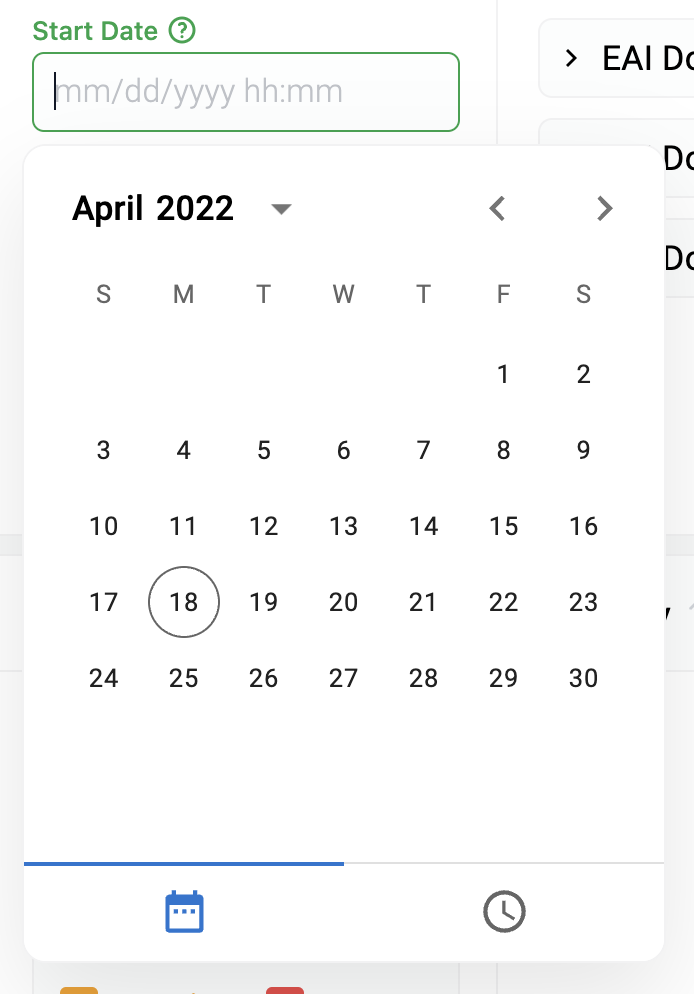 Start Date ?
mm/dd/yyyy hh:mm
EAI Do
Do
Do
April 2022
S M T W T F S
1 2
3 4 5 6 7 8 9
10 11 12 13 14 15 16
17 18 19 20 21 22 23
24 25 26 27 28 29 30